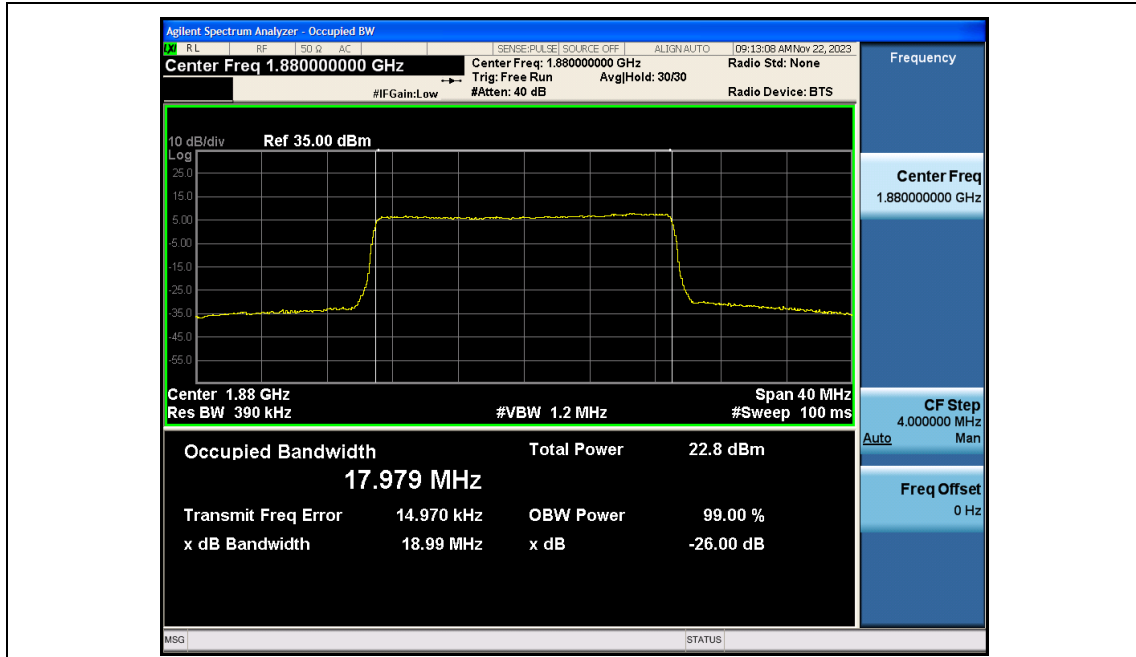 Agilent Spectrum Analyzer - Occupied BW
LXI RL RF 50 Ω AC SENSE:PULSE SOURCE OFF ALIGN AUTO 09:13:08 AM Nov 22, 2023
Center Freq 1.880000000 GHz Center Freq: 1.880000000 GHz Radio Std: None
Trig: Free Run Avg|Hold: 30/30
#IFGain:Low #Atten: 40 dB Radio Device: BTS
10 dB/div Ref 35.00 dBm
Log
25.0
15.0
5.00
-5.00
-15.0
-25.0
-35.0
-45.0
-55.0
Center 1.88 GHz Span 40 MHz
Res BW 390 kHz #VBW 1.2 MHz #Sweep 100 ms
Occupied Bandwidth Total Power 22.8 dBm
17.979 MHz
Transmit Freq Error 14.970 kHz OBW Power 99.00 %
x dB Bandwidth 18.99 MHz x dB -26.00 dB
MSG STATUS
Frequency
Center Freq
1.880000000 GHz
CF Step
4.000000 MHz
Auto Man
Freq Offset
0 Hz